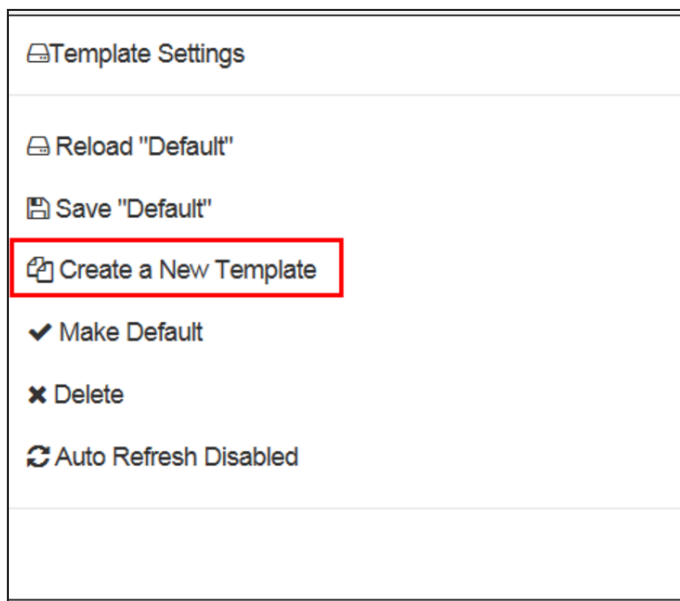 Template Settings
Reload "Default"
Save "Default"
Create a New Template
Make Default
Delete
Auto Refresh Disabled